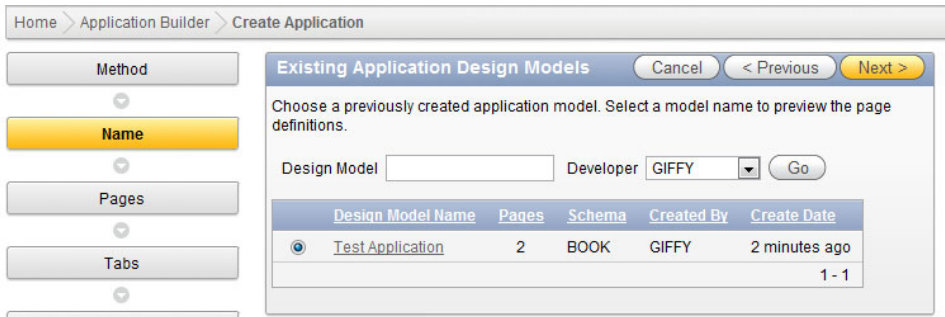 Home Application Builder Create Application
Method
Name
Pages
Tabs
Existing Application Design Models Cancel < Previous Next >
Choose a previously created application model. Select a model name to preview the page
definitions.
Design Model Developer GIFFY Go
Design Model Name Pages Schema Created By Create Date
Test Application 2 BOOK GIFFY 2 minutes ago
1 - 1